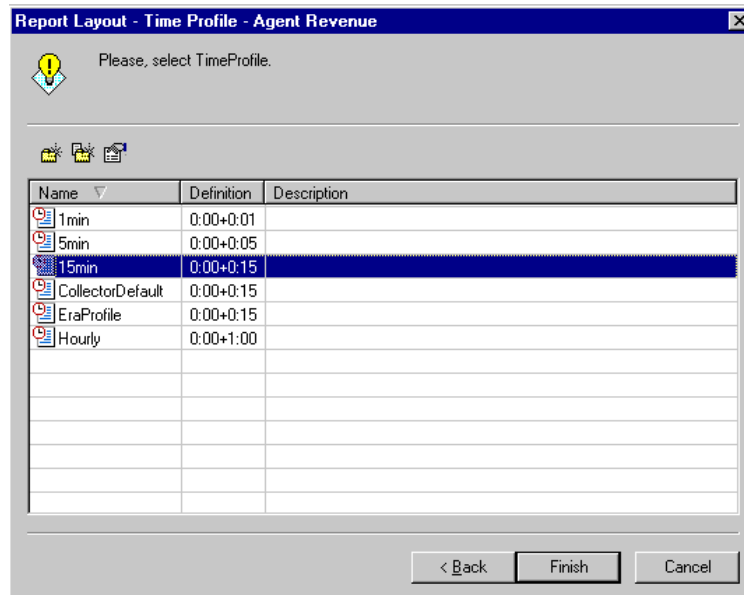 Report Layout - Time Profile - Agent Revenue
Please, select TimeProfile.
Name Definition Description
1min 0:00+0:01
5min 0:00+0:05
15min 0:00+0:15
CollectorDefault 0:00+0:15
EraProfile 0:00+0:15
Hourly 0:00+1:00
< Back Finish Cancel